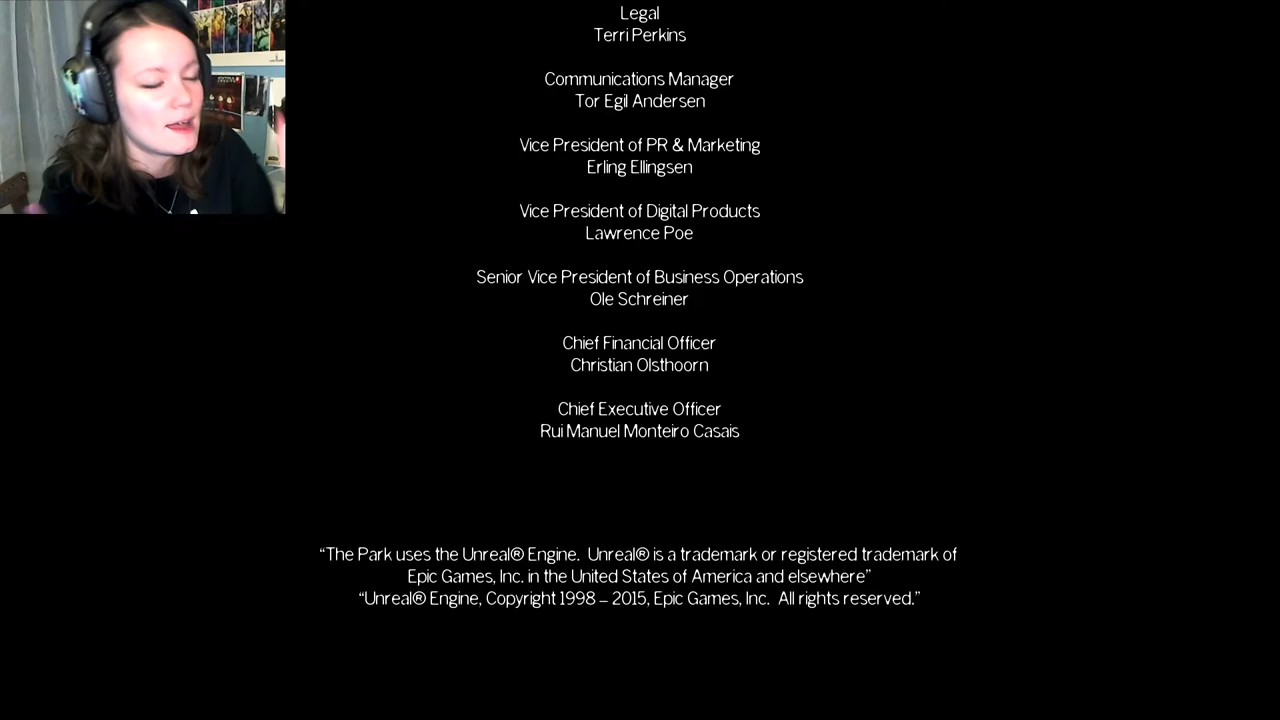 Legal
Terri Perkins
Communications Manager
Tor Egil Andersen
Vice President of PR & Marketing
Erling Ellingsen
Vice President of Digital Products
Lawrence Poe
Senior Vice President of Business Operations
Ole Schreiner
Chief Financial Officer
Christian Olsthoorn
Chief Executive Officer
Rui Manuel Monteiro Casais
“The Park uses the Unreal® Engine.  Unreal® is a trademark or registered trademark of
Epic Games, Inc. in the United States of America and elsewhere”
“Unreal® Engine, Copyright 1998 – 2015, Epic Games, Inc.  All rights reserved.”